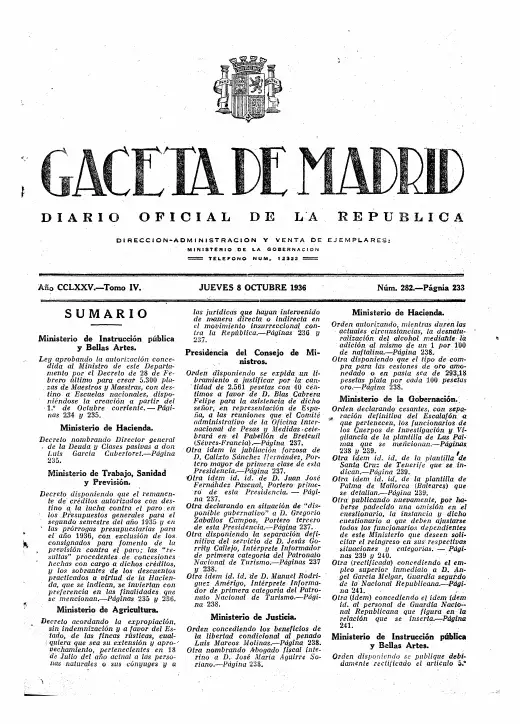 GACETA DE MADRID
DIARIO OFICIAL DE LA REPUBLICA
DIRECCION-ADMINISTRACION Y VENTA DE EJEMPLARES:
MINISTERIO DE LA GOBERNACION
TELEFONO NUM, 12322
Año CCLXXV.—Tomo IV.
JUEVES 8 OCTUBRE 1936
Núm. 282.—Págnia 233
SUMARIO
Ministerio de Instrucción pública
y Bellas Artes.
Ley aprobando la autorización conce-
dida al Ministro de este Departa-
mento por el Decreto de 28 de Fe-
brero último para crear 5.300 pla-
zas de Maestros y Maestras, con des-
tino a Escuelas nacionales, dispo-
niéndose la creación a partir del
1.º de Octubre corriente. — Pági-
nas 234 y 235.
Ministerio de Hacienda.
Decreto nombrando Director general
de la Deuda y Clases pasivas a don
Luis García Cubertoret.—Página
235.
Ministerio de Trabajo, Sanidad
y Previsión.
Decreto disponiendo que el remanen-
te de créditos autorizados con des-
tino a la lucha contra el paro en
los Presupuestos generales para el
segundo semestre del año 1935 y en
las prórrogas presupuestarias para
el año 1936, con exclusión de los
consignados para fomento de la
previsión contra el paro; las "re-
sultas" procedentes de concesiones
hechas con cargo a dichos créditos,
y los sobrantes de los descuentos
practicados a virtud de la Hacien-
da, que se indican, se inviertan con
preferencia en las finalidades que
se mencionan.—Páginas 235 y 236.
Ministerio de Agricultura.
Decreto acordando la expropiación,
sin indemnización y a favor del Es-
tado, de las fincas rústicas, cual-
quiera que sea su extensión y apro-
vechamiento, pertenecientes en 18
de Julio del año actual a las perso-
nas naturales o sus cónyuges y a
las jurídicas que hayan intervenido
de manera directa o indirecta en
el movimiento insurreccional con-
tra la República.—Páginas 236 y
237.
Presidencia del Consejo de Mi-
nistros.
Orden disponiendo se expida un li-
bramiento a justificar por la can-
tidad de 2.561 pesetas con 60 cén-
timos a favor de D. Blas Cabrera
Felipe para la asistencia de dicho
señor, en representación de Espa-
ña, a las reuniones que el Comité
administrativo de la Oficina Inter-
nacional de Pesas y Medidas cele-
brará en el Pabellón de Breteuil
(Sèvres-Francia).—Página 237.
Otra idem la jubilación forzosa de
D. Calixto Sánchez Hernández, Por-
tero mayor de primera clase de esta
Presidencia.—Página 237.
Otra idem id. id. de D. Juan José
Fernández Pascual, Portero prime-
ro de esta Presidencia. — Pági-
na 237.
Otra declarando en situación de "dis-
ponible gubernativo" a D. Gregorio
Zaballos Campos, Portero tercero
de esta Presidencia.—Página 237.
Otra disponiendo la separación defi-
nitiva del servicio de D. Jesús Go-
rrity Callejo, Intérprete Informador
de primera categoría del Patronato
Nacional de Turismo.—Páginas 237
y 238.
Otra idem id. id. de D. Manuel Rodrí-
guez Amérigo, Intérprete Informa-
dor de primera categoría del Patro-
nato Nacional de Turismo.—Página
238.
Ministerio de Justicia.
Orden concediendo los beneficios de
la libertad condicional al penado
Luis Marcos Molinas.—Página 238.
Otra nombrando Abogado fiscal inte-
rino a D. José María Aguirre So-
riano.—Página 238.
Ministerio de Hacienda.
Orden autorizando, mientras duren las
actuales circunstancias, la desnatu-
ralización del alcohol mediante la
adición al mismo de un 1 por 100
de naftalina.—Página 238.
Otra disponiendo que el tipo de com-
pra para las cesiones de oro amo-
nedado o en pasta sea de 293,18
pesetas plata por cada 100 pesetas
oro.—Página 238.
Ministerio de la Gobernación.
Orden declarando cesantes, con sepa-
ración definitiva del Escalafón a
que pertenecen, los funcionarios de
los Cuerpos de Investigación y Vi-
gilancia de la plantilla de Las Pal-
mas que se mencionan.—Páginas
238 y 239.
Otra idem id. id. de la plantilla de
Santa Cruz de Tenerife que se in-
dican.—Página 239.
Otra idem id. id. de la plantilla de
Palma de Mallorca (Baleares) que
se detallan.—Página 239.
Otra publicando nuevamente, por ha-
berse padecido una omisión en el
cuestionario, la instancia y dicho
cuestionario a que deben ajustarse
todos los funcionarios dependientes
de este Ministerio que deseen soli-
citar el reingreso en sus respectivas
situaciones y categorías. — Pági-
nas 239 y 240.
Otra (rectificada) concediendo el em-
pleo superior inmediato a D. An-
gel García Melgar, Guardia segundo
de la Nacional Republicana.—Pági-
na 241.
Otra (idem) concediendo el idem idem
id. al personal de Guardia Nacio-
nal Republicana que figura en la
relación que se inserta.—Página
241.
Ministerio de Instrucción pública
y Bellas Artes.
Orden disponiendo se publique debi-
damente rectificado el artículo 5.º